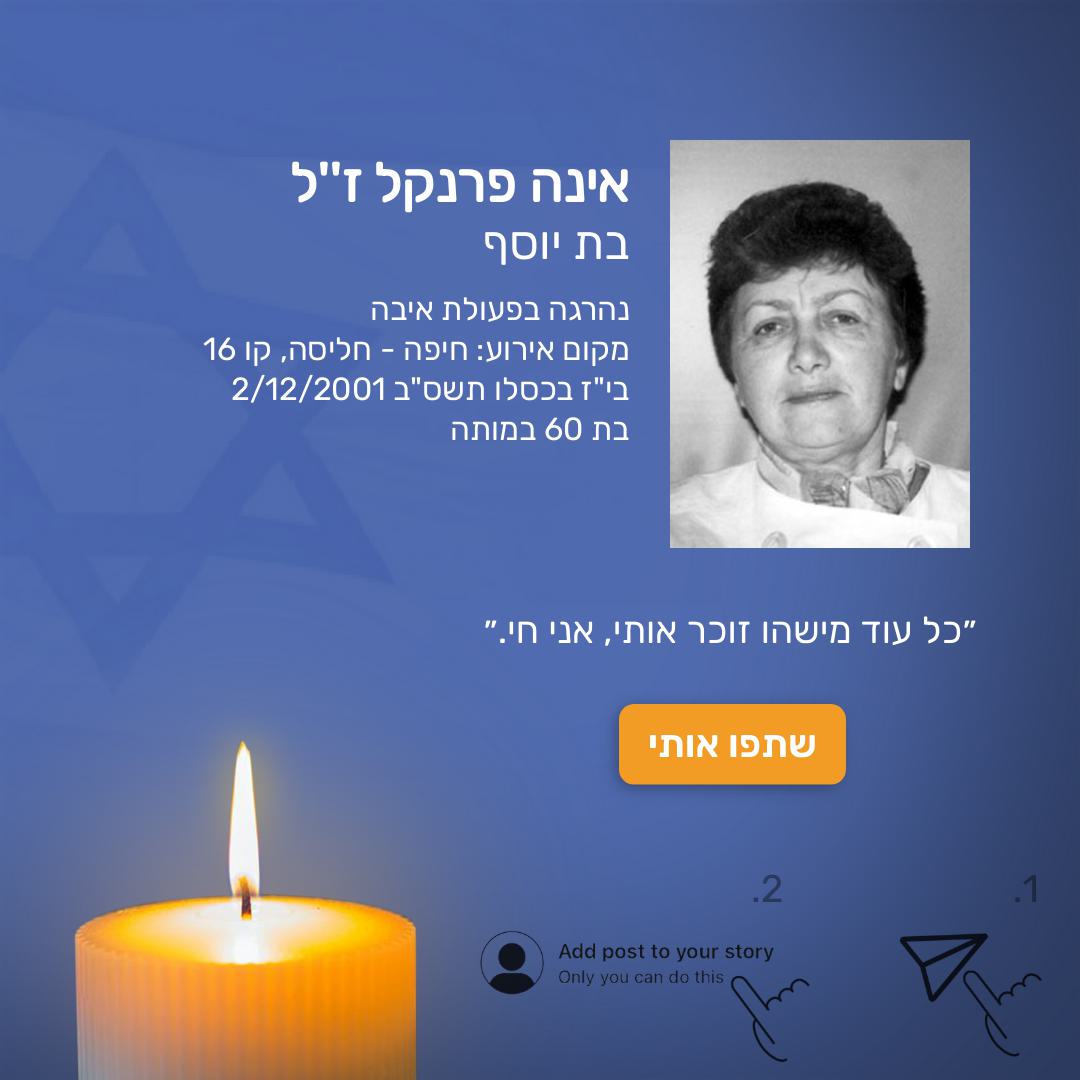 אינה פרנקל ז"ל
בת יוסף
נהרגה בפעולת איבה
מקום אירוע: חיפה - חליסה, קו 16
בי"ז בכסלו תשס"ב 2/12/2001
בת 60 במותה
״כל עוד מישהו זוכר אותי, אני חי.״
שתפו אותי
1.
2.
Add post to your story
Only you can do this